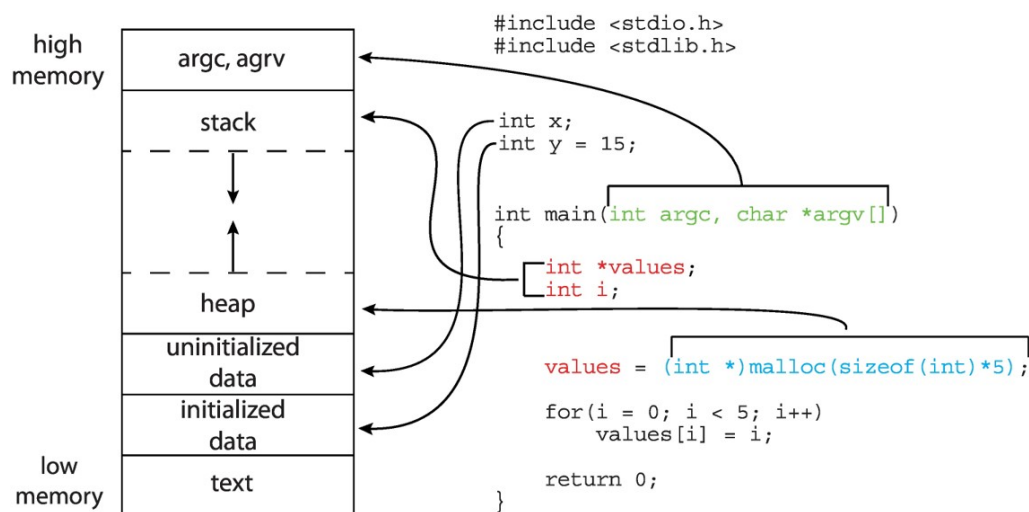 high
memory
argc, agrv
stack
heap
uninitialized
data
initialized
data
low
memory
text
#include <stdio.h>
#include <stdlib.h>
int x;
int y = 15;
int main(int argc, char *argv[])
{
int *values;
int i;
values = (int *)malloc(sizeof(int)*5);
for(i = 0; i < 5; i++)
values[i] = i;
return 0;
}